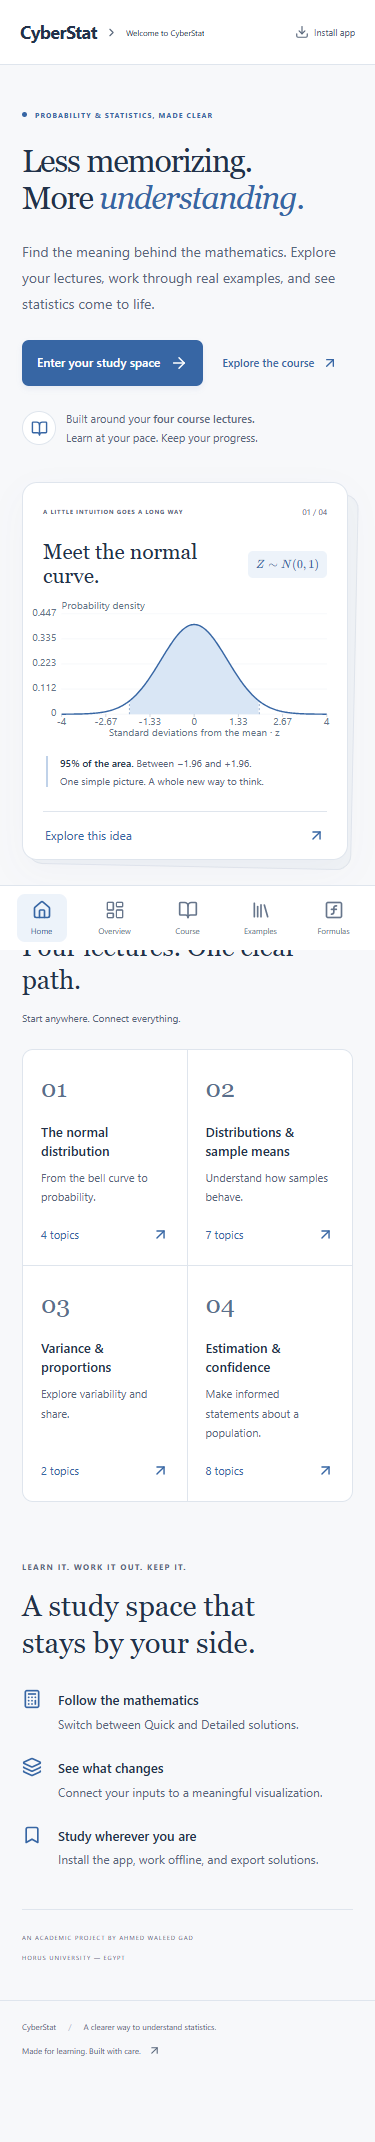 CyberStat > Welcome to CyberStat
Install app
PROBABILITY & STATISTICS, MADE CLEAR
Less memorizing.
More understanding.
Find the meaning behind the mathematics. Explore
your lectures, work through real examples, and see
statistics come to life.
Enter your study space →
Explore the course
Built around your four course lectures.
Learn at your pace. Keep your progress.
A LITTLE INTUITION GOES A LONG WAY
01 / 04
Meet the normal
curve.
Z ∼ N(0, 1)
Probability density
0.447
0.335
0.223
0.112
0
-4 -2.67 -1.33 0 1.33 2.67 4
Standard deviations from the mean · z
95% of the area. Between −1.96 and +1.96.
One simple picture. A whole new way to think.
Explore this idea
Home
Overview
Course
Examples
Formulas
Four lectures. One clear
path.
Start anywhere. Connect everything.
01
The normal
distribution
From the bell curve to
probability.
4 topics
02
Distributions &
sample means
Understand how samples
behave.
7 topics
03
Variance &
proportions
Explore variability and
share.
2 topics
04
Estimation &
confidence
Make informed
statements about a
population.
8 topics
LEARN IT. WORK IT OUT. KEEP IT.
A study space that
stays by your side.
Follow the mathematics
Switch between Quick and Detailed solutions.
See what changes
Connect your inputs to a meaningful visualization.
Study wherever you are
Install the app, work offline, and export solutions.
AN ACADEMIC PROJECT BY AHMED WALEED GAD
HORUS UNIVERSITY — EGYPT
CyberStat / A clearer way to understand statistics.
Made for learning. Built with care.